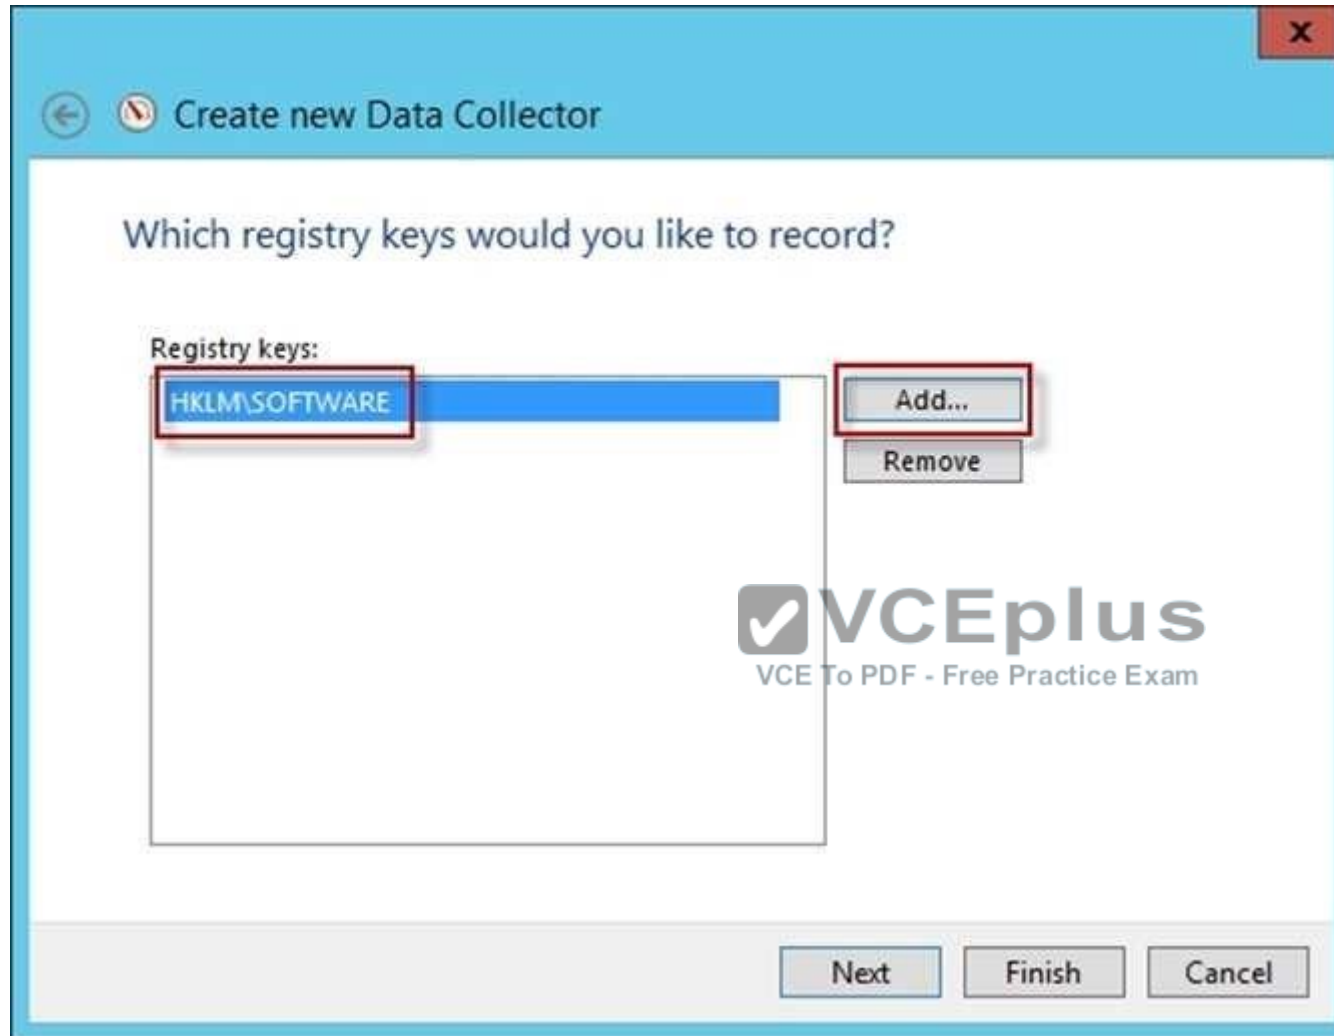 x
Create new Data Collector
Which registry keys would you like to record?
Registry keys:
HKLM\SOFTWARE
Add...
Remove
VCEplus
VCE To PDF - Free Practice Exam
Next Finish Cancel